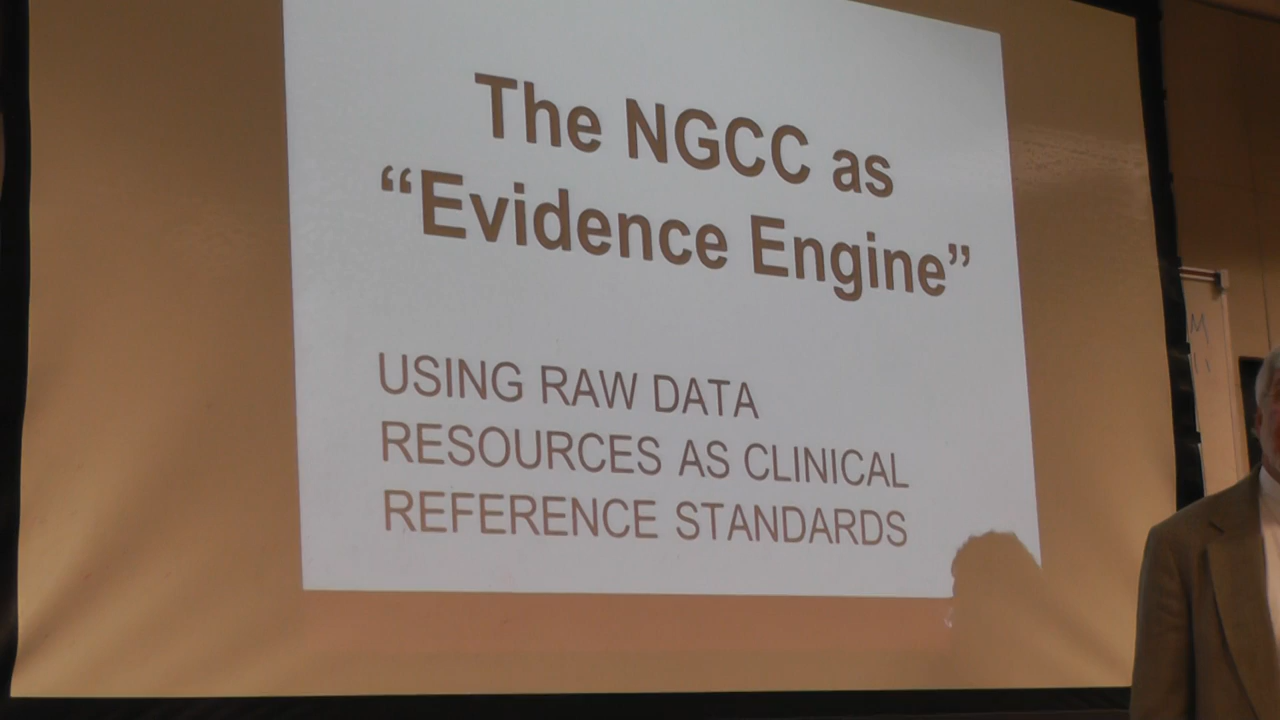 The NGCC as
“Evidence Engine”
USING RAW DATA
RESOURCES AS CLINICAL
REFERENCE STANDARDS
M